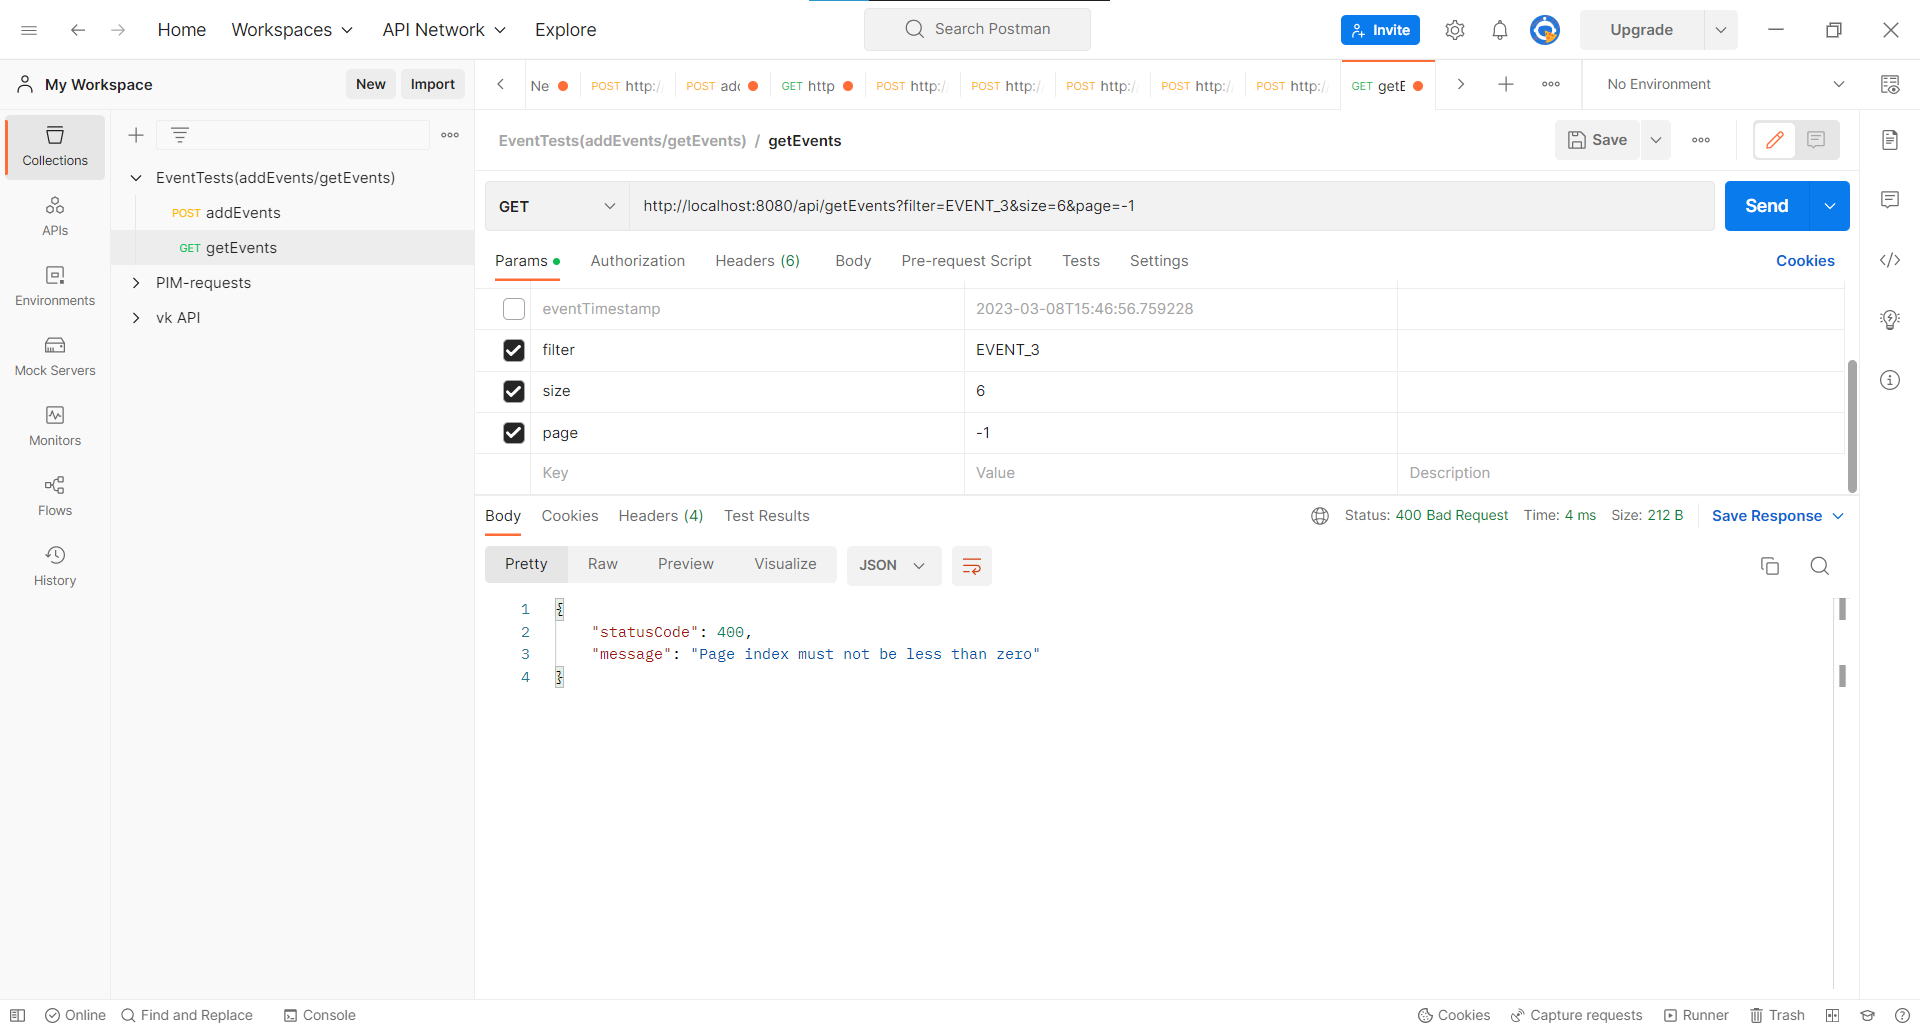 Home Workspaces API Network Explore Search Postman Invite Upgrade
My Workspace New Import
Ne POST http:/ POST adc GET http POST http:/ POST http:/ POST http:/ POST http:/ POST http:/ GET getE No Environment
Collections
APIs
Environments
Mock Servers
Monitors
Flows
History
EventTests(addEvents/getEvents)
POST addEvents
GET getEvents
PIM-requests
vk API
EventTests(addEvents/getEvents) / getEvents Save
GET http://localhost:8080/api/getEvents?filter=EVENT_3&size=6&page=-1 Send
Params Authorization Headers (6) Body Pre-request Script Tests Settings Cookies
eventTimestamp 2023-03-08T15:46:56.759228
filter EVENT_3
size 6
page -1
Key Value Description
Body Cookies Headers (4) Test Results Status: 400 Bad Request Time: 4 ms Size: 212 B Save Response
Pretty Raw Preview Visualize JSON
1 {
2 "statusCode": 400,
3 "message": "Page index must not be less than zero"
4 }
Online Find and Replace Console Cookies Capture requests Runner Trash